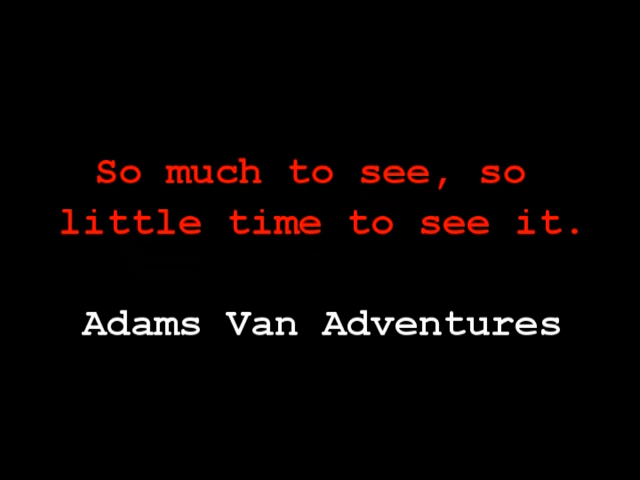 So much to see, so
little time to see it.
Adams Van Adventures